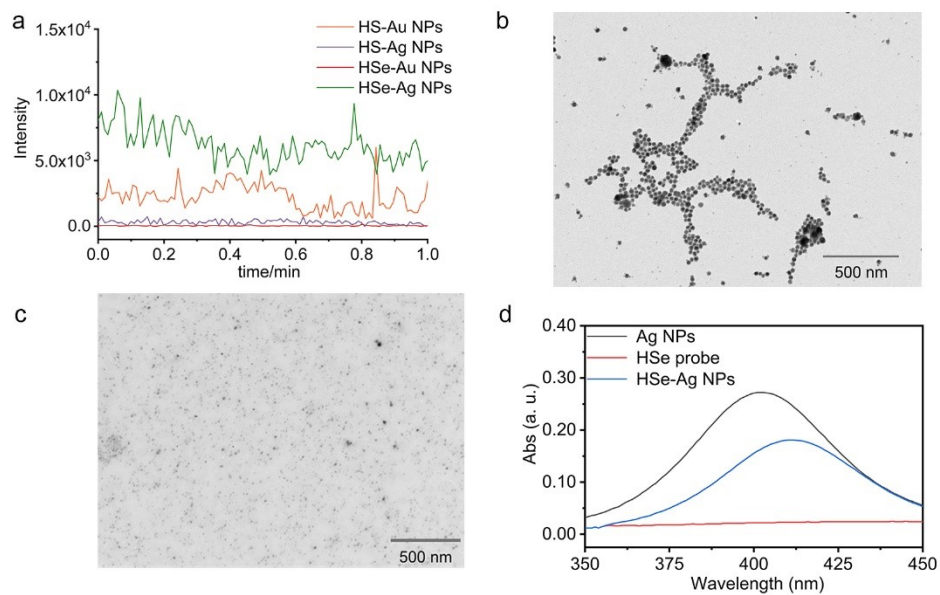 a
1.5x10⁴
1.0x10⁴
5.0x10³
0.0
Intensity
0.0 0.2 0.4 0.6 0.8 1.0
time/min
HS-Au NPs
HS-Ag NPs
HSe-Au NPs
HSe-Ag NPs
b
500 nm
c
500 nm
d
0.40
0.30
0.20
0.10
0.00
Abs (a. u.)
Ag NPs
HSe probe
HSe-Ag NPs
350 375 400 425 450
Wavelength (nm)